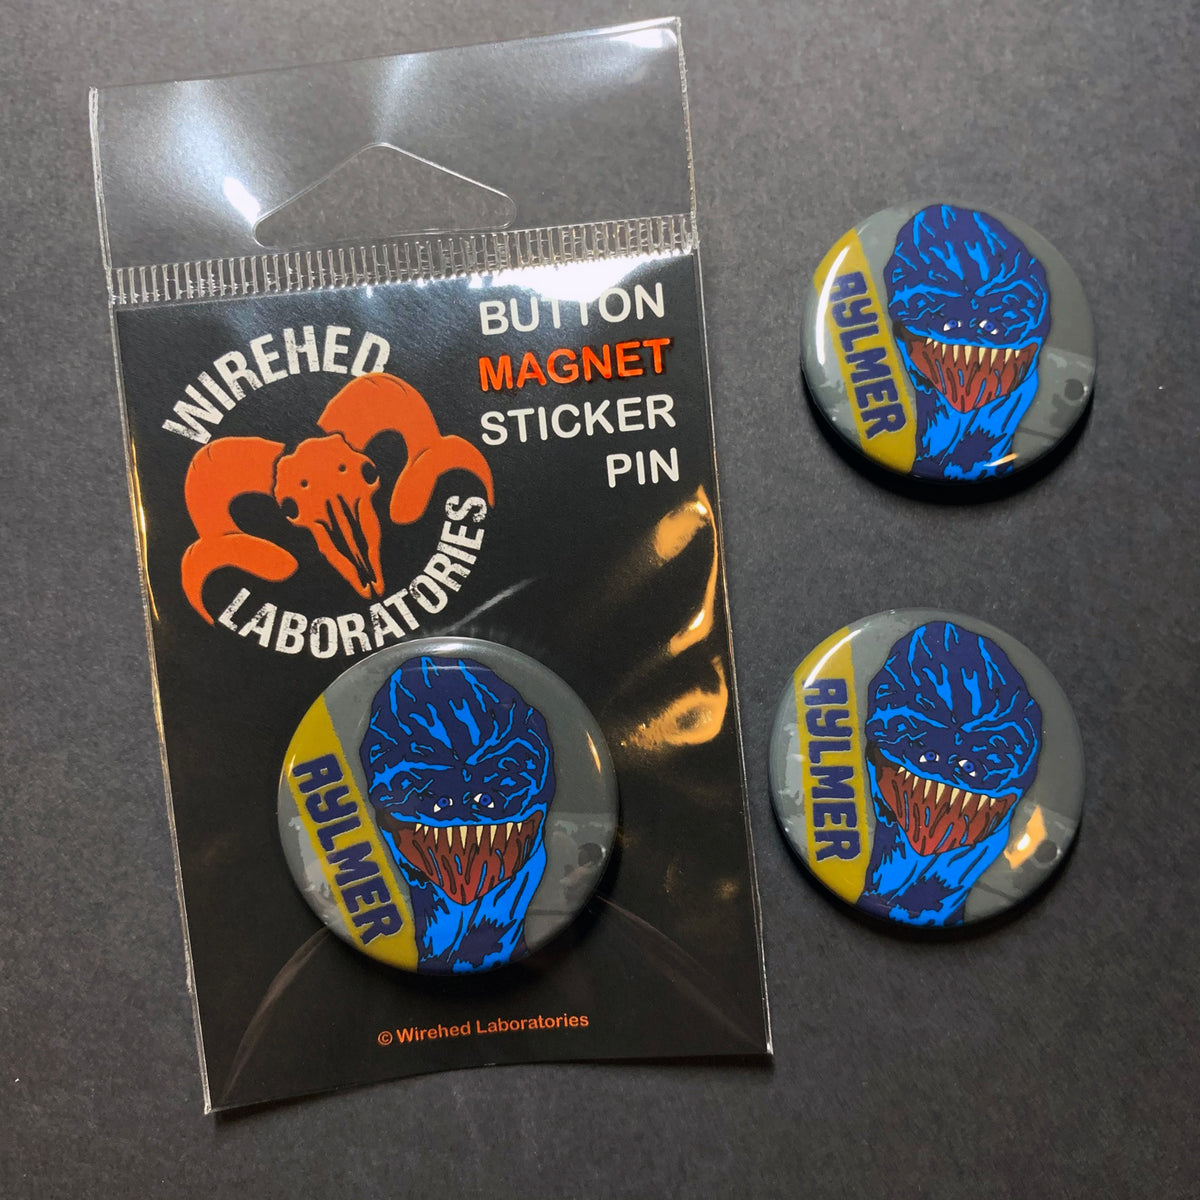 WIREHED
LABORATORIES
BUTTON
MAGNET
STICKER
PIN
AYLMER
© Wirehed Laboratories
AYLMER
AYLMER